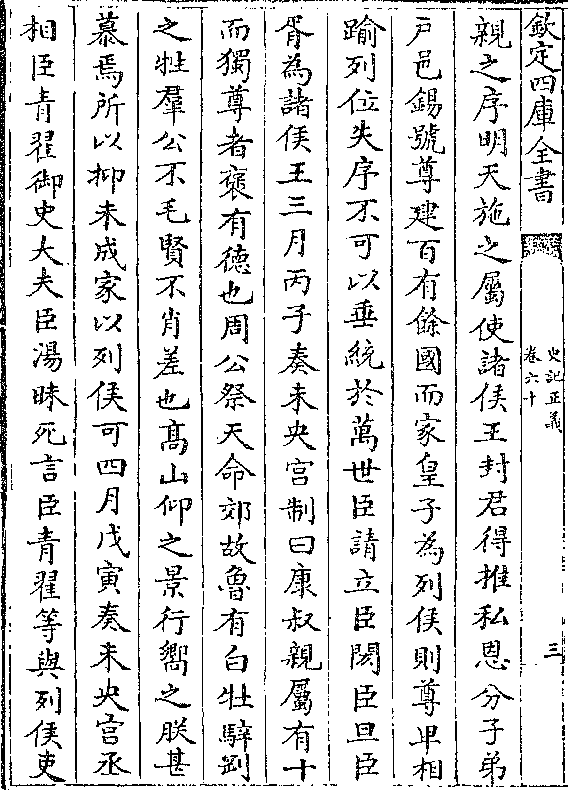 欽定四庫全書
史記正義
卷六十
三
親之序明天施之屬使諸侯王封君得推私恩分子弟
户邑錫號尊建百有餘國而家皇子為列侯則尊卑相
踰列位失序不可以垂統於萬世臣請立臣閎臣旦臣
胥為諸侯王三月丙子奏未央宫制曰康叔親屬有十
而獨尊者褒有德也周公祭天命郊故魯有白牡騂剛
之牲羣公不毛賢不肖差也髙山仰之景行嚮之朕甚
慕焉所以抑未成家以列侯可四月戊寅奏未央宫丞
相臣青翟御史大夫臣湯昧死言臣青翟等與列侯吏